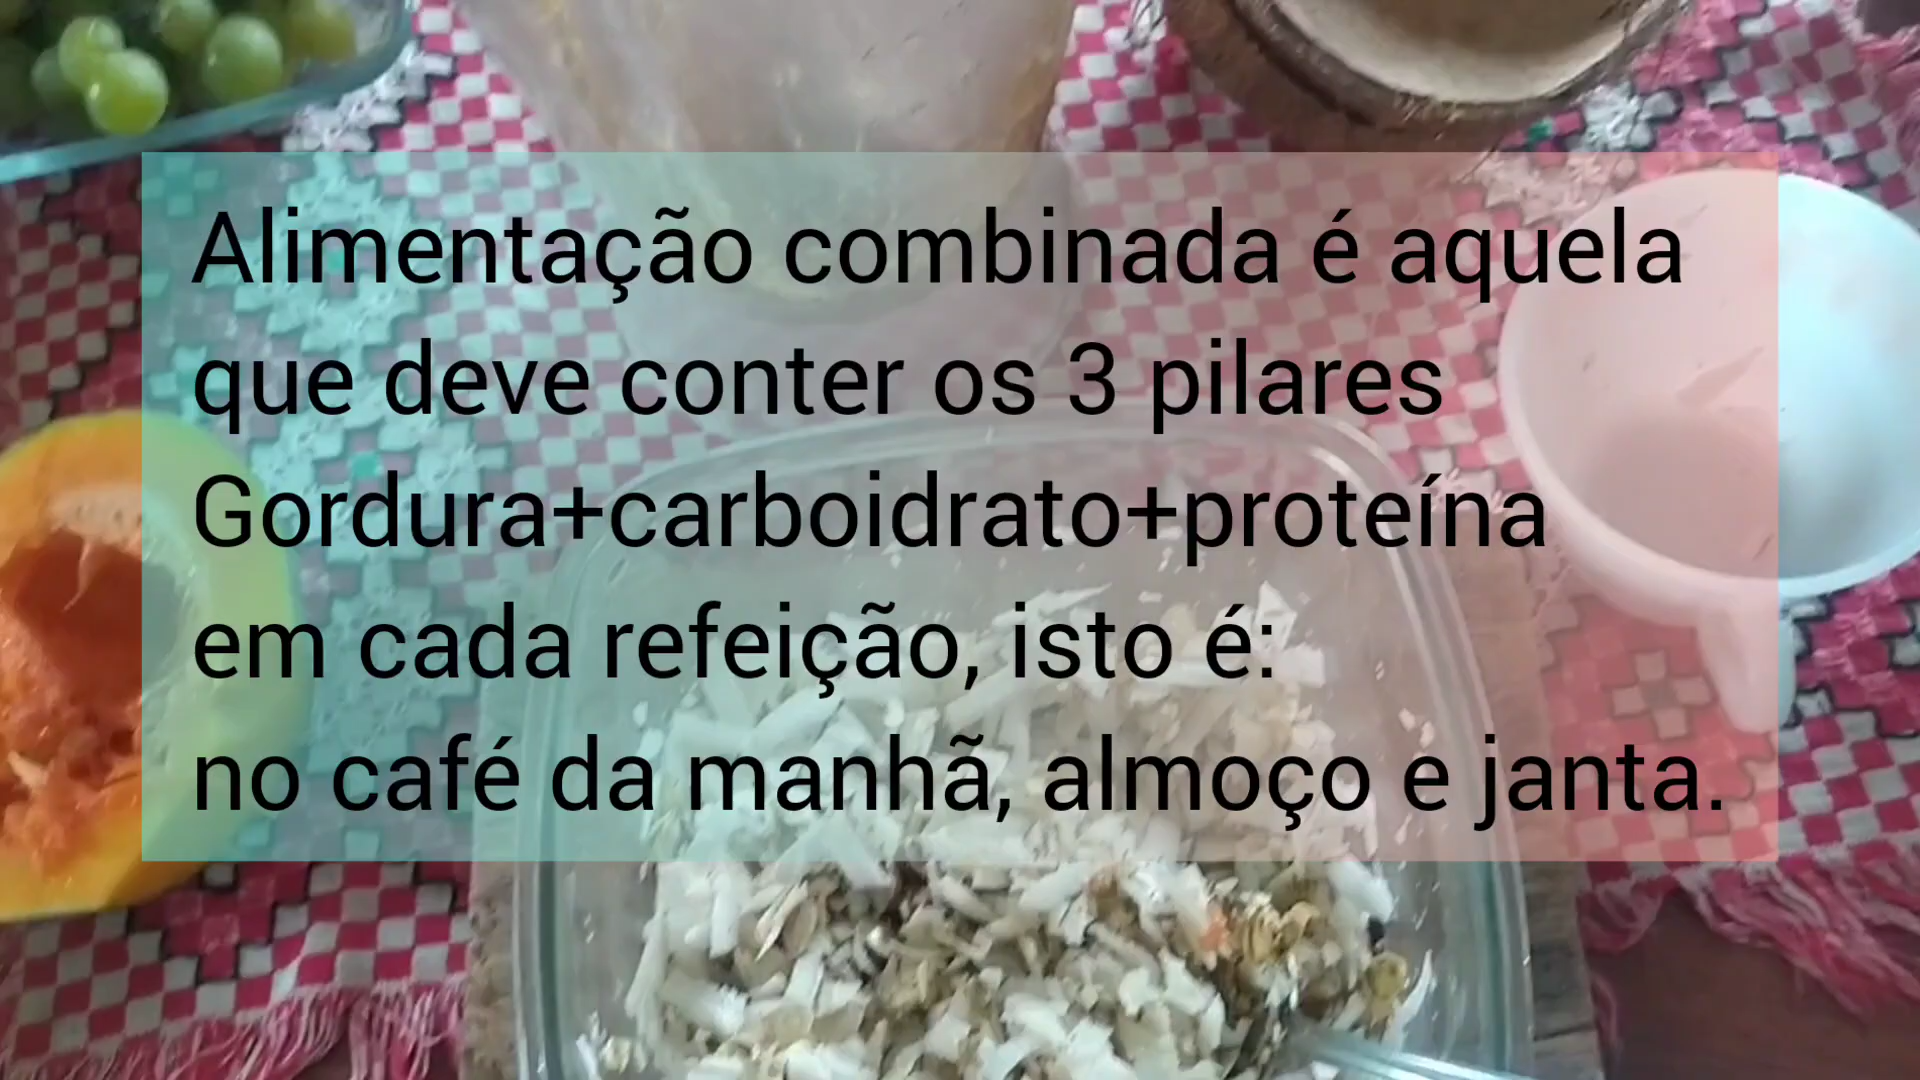 Alimentação combinada é aquela
que deve conter os 3 pilares
Gordura+carboidrato+proteína
em cada refeição, isto é:
no café da manhã, almoço e janta.